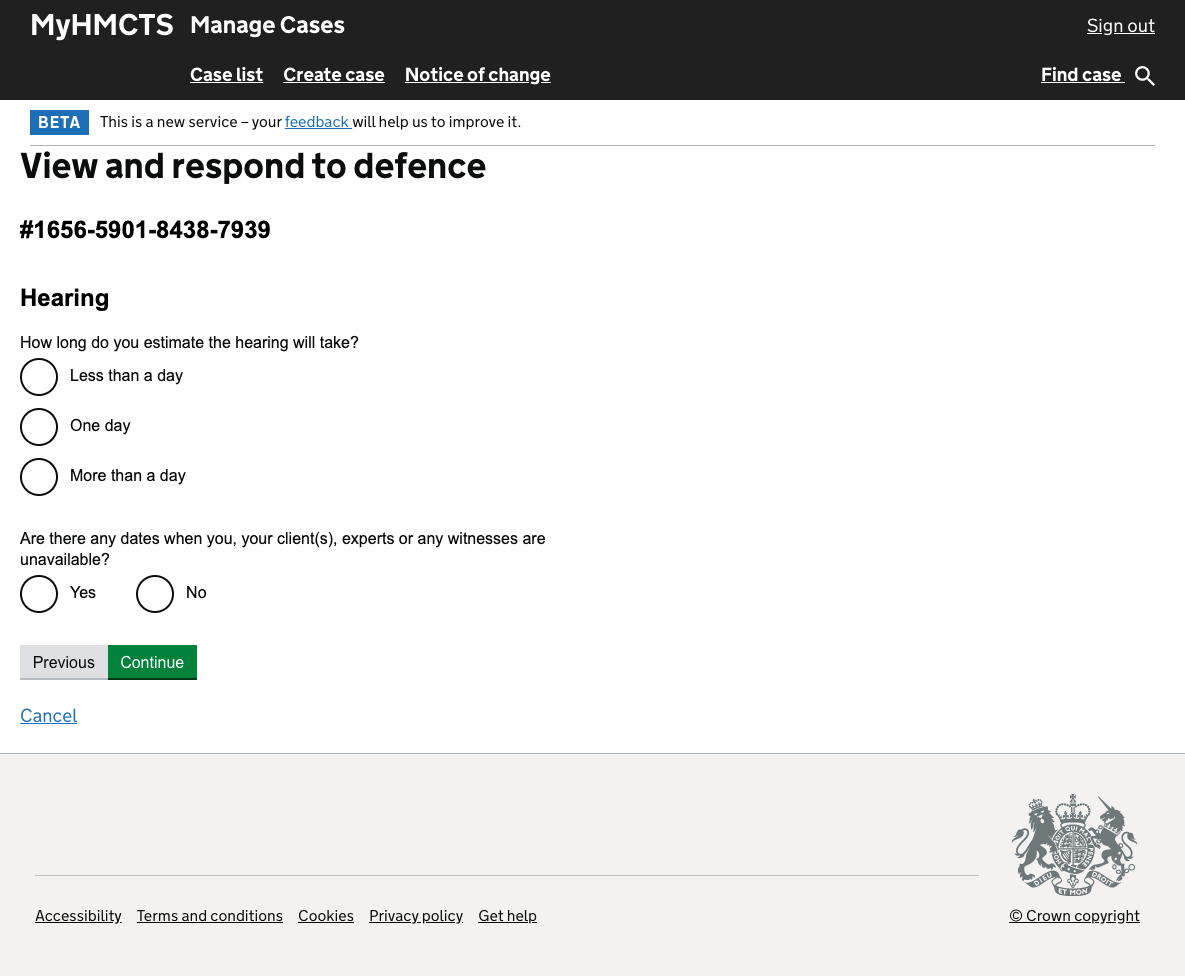 MyHMCTS Manage Cases Sign out
Case list Create case Notice of change Find case
BETA This is a new service – your feedback will help us to improve it.
View and respond to defence
#1656-5901-8438-7939
Hearing
How long do you estimate the hearing will take?
Less than a day
One day
More than a day
Are there any dates when you, your client(s), experts or any witnesses are
unavailable?
Yes No
Previous Continue
Cancel
DIEU ET MON DROIT
Accessibility Terms and conditions Cookies Privacy policy Get help © Crown copyright